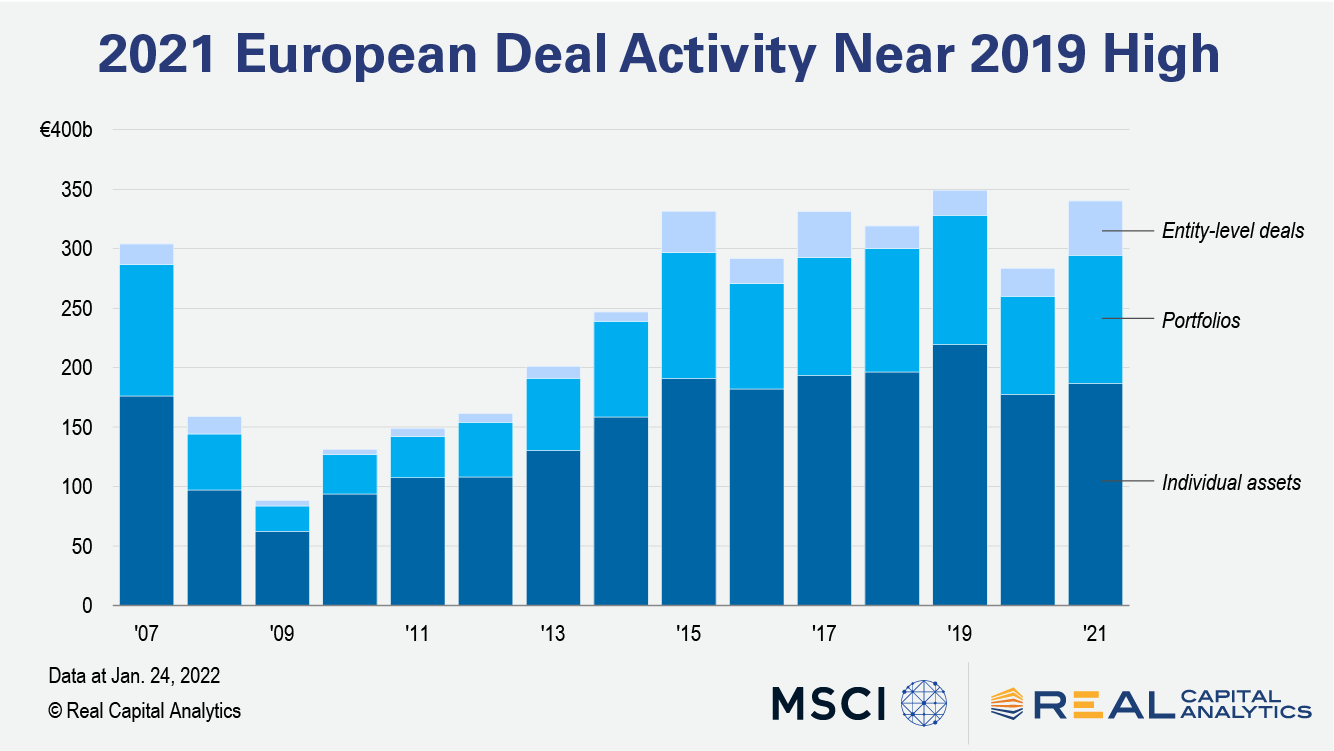 2021 European Deal Activity Near 2019 High
€400b
350
300
250
200
150
100
50
0
'07
'09
'11
'13
'15
'17
'19
'21
Entity-level deals
Portfolios
Individual assets
Data at Jan. 24, 2022
© Real Capital Analytics
MSCI
REAL CAPITAL
ANALYTICS